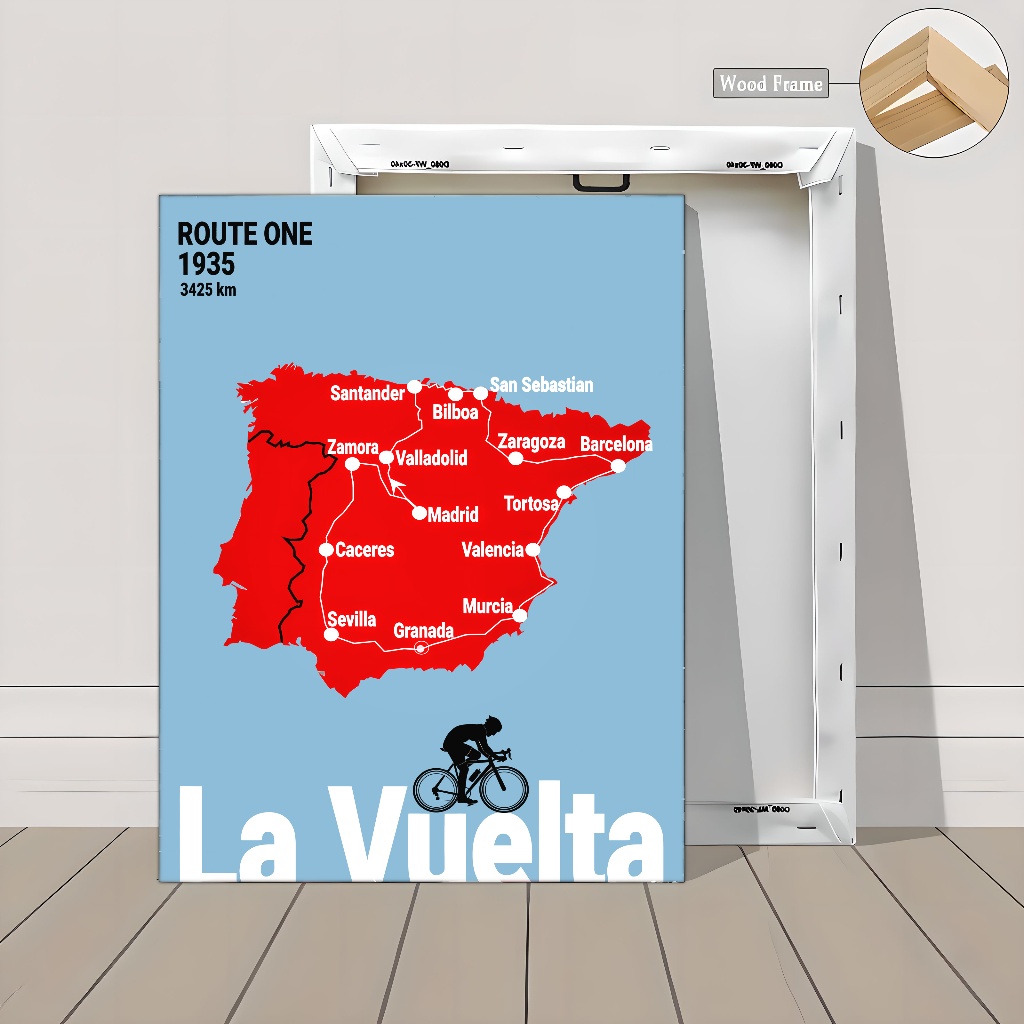 Wood Frame
ROUTE ONE
1935
3425 km
Santander
San Sebastian
Bilboa
Zamora
Valladolid
Zaragoza
Barcelona
Madrid
Tortosa
Caceres
Valencia
Murcia
Sevilla
Granada
La Vuelta